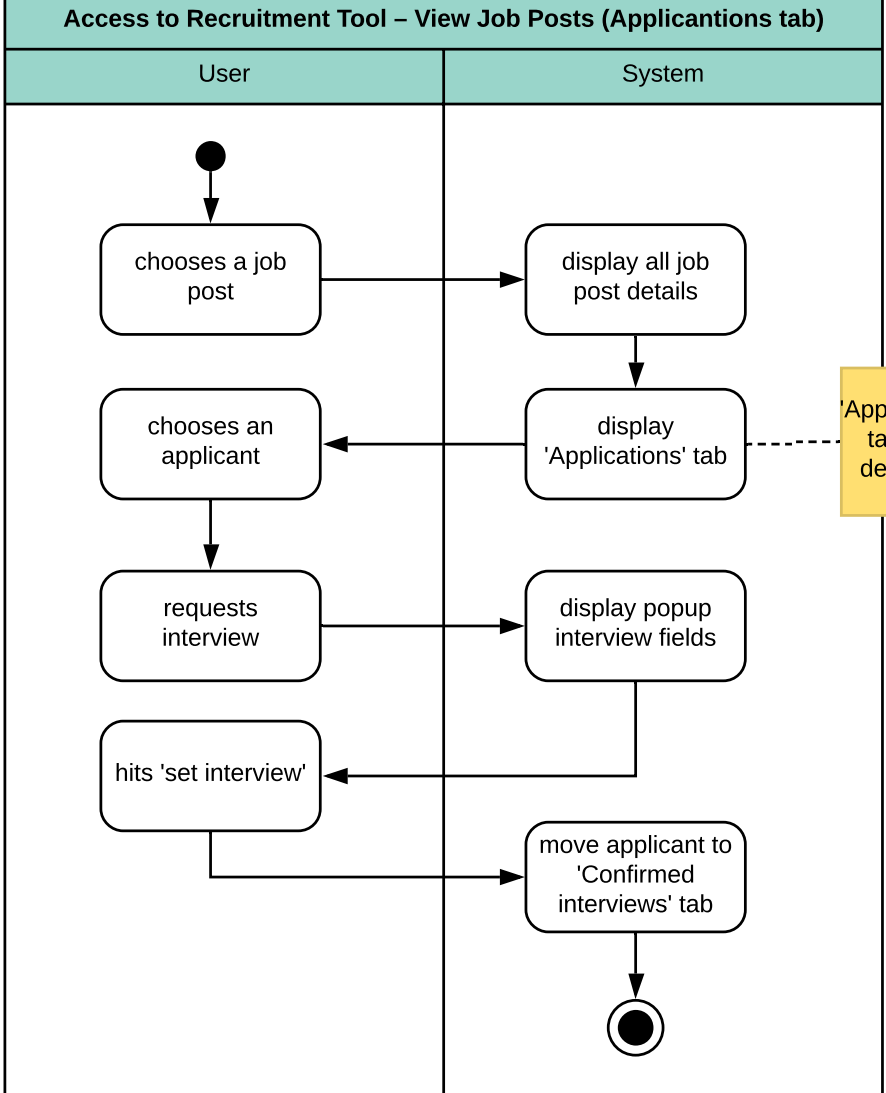 Access to Recruitment Tool – View Job Posts (Applicantions tab)
User
System
chooses a job
post
display all job
post details
chooses an
applicant
display
'Applications' tab
requests
interview
display popup
interview fields
hits 'set interview'
move applicant to
'Confirmed
interviews' tab